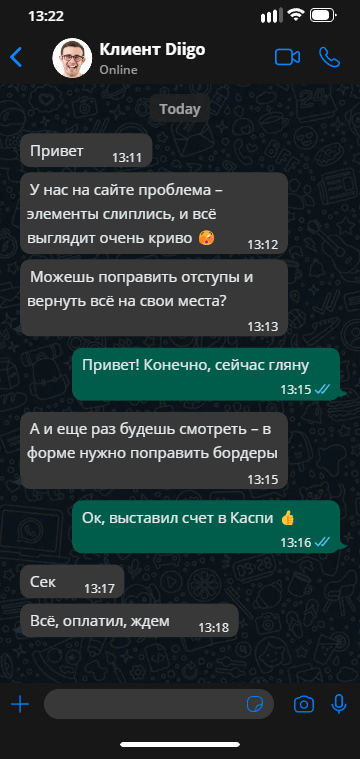 13:22
Клиент Diigo
Online
Today
Привет 13:11
У нас на сайте проблема –
элементы слиплись, и всё
выглядит очень криво 🥵 13:12
Можешь поправить отступы и
вернуть всё на свои места?
13:13
Привет! Конечно, сейчас гляну
13:15
А и еще раз будешь смотреть – в
форме нужно поправить бордеры
13:15
Ок, выставил счет в Каспи 👍
13:16
Сек 13:17
Всё, оплатил, ждем 13:18